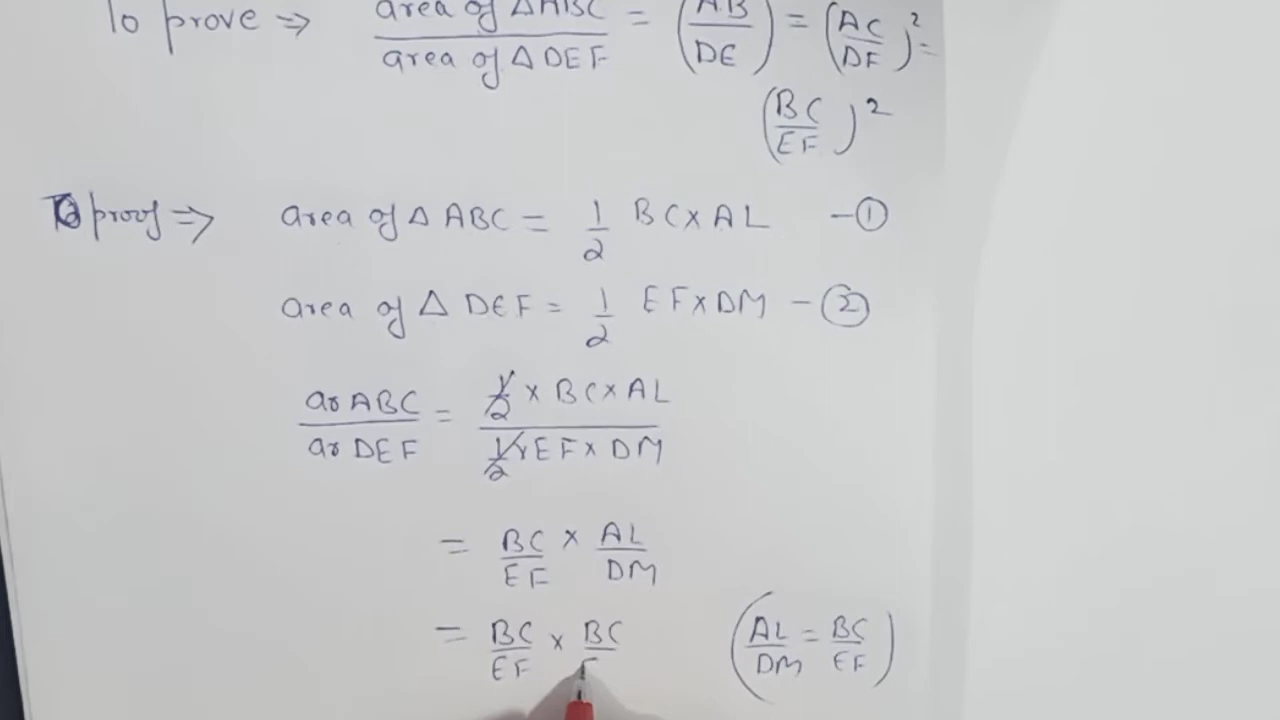 To prove ⇒ area of △ABC / area of △DEF = (AB/DE) = (AC/DF)² =
(BC/EF)²
proof ⇒ area of △ ABC = 1/2 BC×AL —①
area of △ DEF = 1/2 EF×DM —②
ar ABC / ar DEF = 1/2 × BC×AL / 1/2 × EF × DM
= BC/EF × AL/DM
= BC/EF × BC/E (AL/DM = BC/EF)